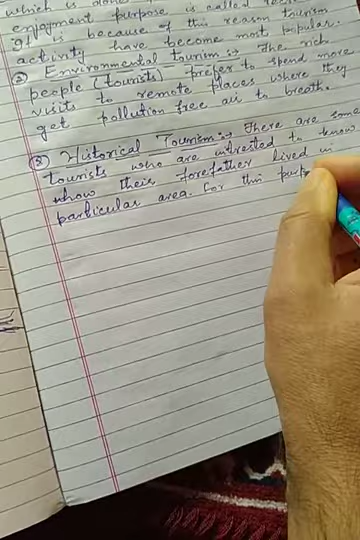 which is done
enjoyment purpose is called
It is because of this reason tourism
activity have become most popular.
② Environmental tourism :- The rich
people (tourists) prefer to spend more
visits to remote places where they
get pollution free air to breath.
③ Historical Tourism :- There are some
tourists who are intrested to know
whow their forefather lived in
particular area. For this purp